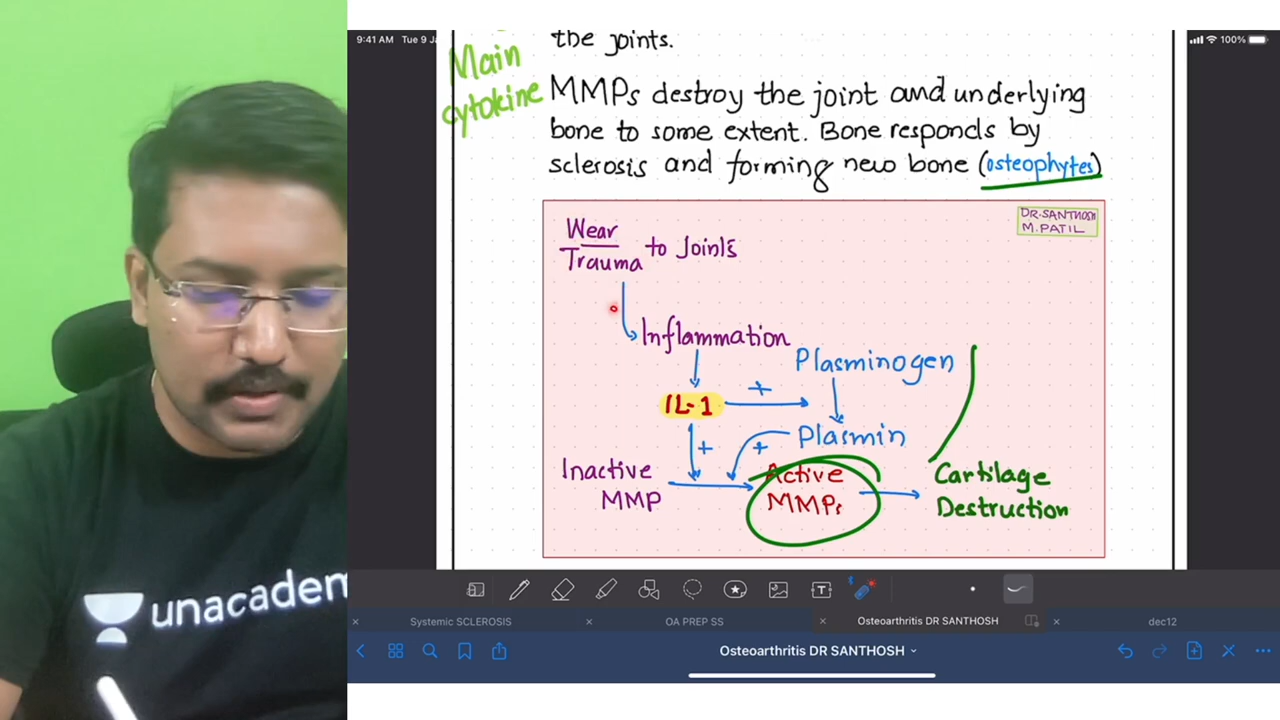 9:41 AM Tue 9 Ja
100%
the joints.
Main
cytokine
MMPs destroy the joint and underlying
bone to some extent. Bone responds by
sclerosis and forming new bone (osteophytes)
DR.SANTHOSH
M.PATIL
Wear
Trauma to Joints
Inflammation
Plasminogen
IL-1 +
+ + Plasmin
Inactive
MMP
Active
MMPs
Cartilage
Destruction
unacadem
Systemic SCLEROSIS
OA PREP SS
Osteoarthritis DR SANTHOSH
dec12
Osteoarthritis DR SANTHOSH